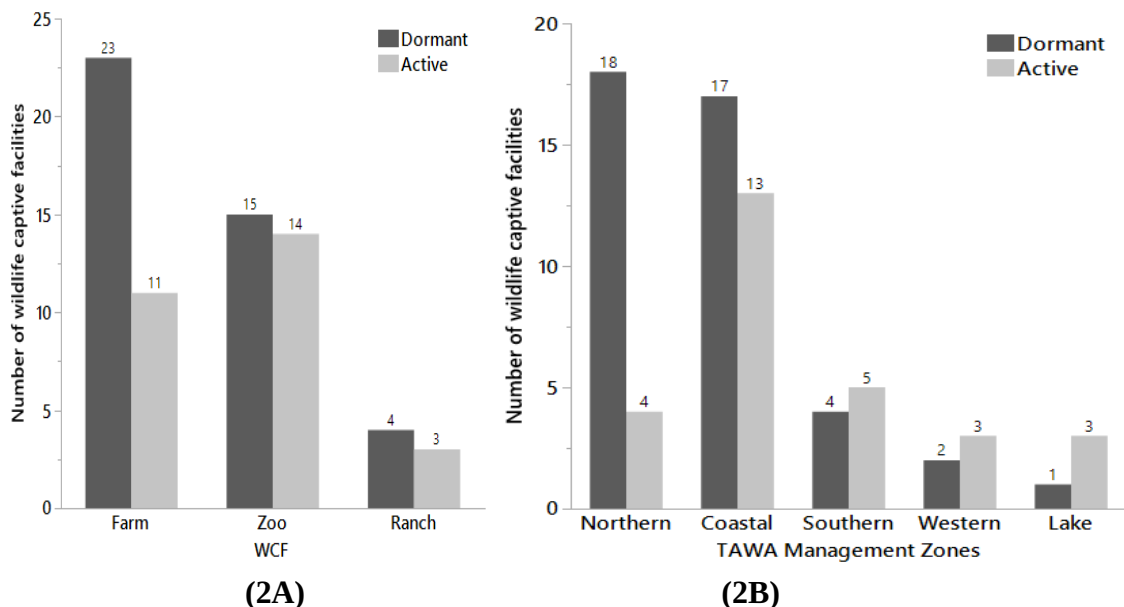 Number of wildlife captive facilities
25
20
15
10
5
0
23
11
15
14
4
3
Dormant
Active
Farm Zoo Ranch
WCF
(2A)
Number of wildlife captive facilities
20
15
10
5
0
18
4
17
13
4
5
2
3
1
3
Dormant
Active
Northern Coastal Southern Western Lake
TAWA Management Zones
(2B)